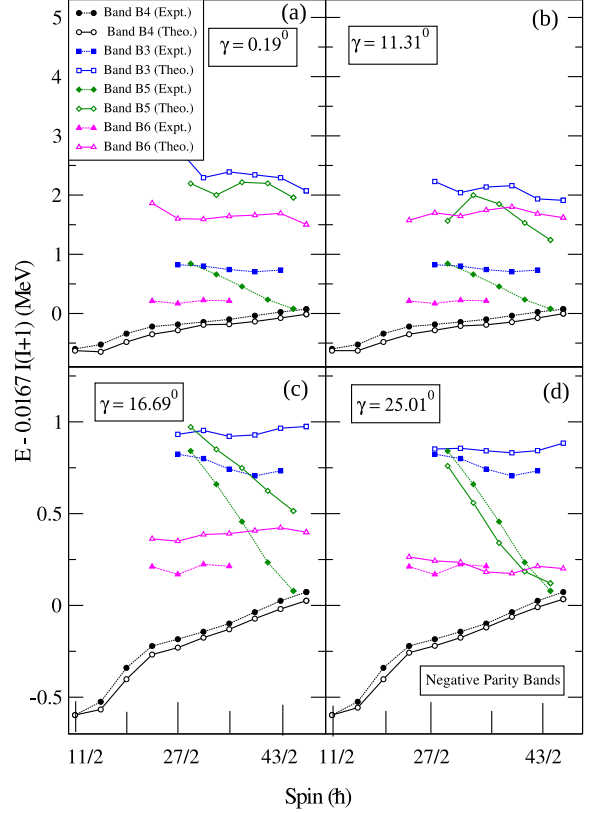 5
4
3
2
1
0
Band B4 (Expt.)
Band B4 (Theo.)
Band B3 (Expt.)
Band B3 (Theo.)
Band B5 (Expt.)
Band B5 (Theo.)
Band B6 (Expt.)
Band B6 (Theo.)
(a)
γ = 0.19⁰
(b)
γ = 11.31⁰
E - 0.0167 I(I+1) (MeV)
1
0.5
0
-0.5
(c)
γ = 16.69⁰
(d)
γ = 25.01⁰
Negative Parity Bands
11/2 27/2 43/2 11/2 27/2 43/2
Spin (ħ)